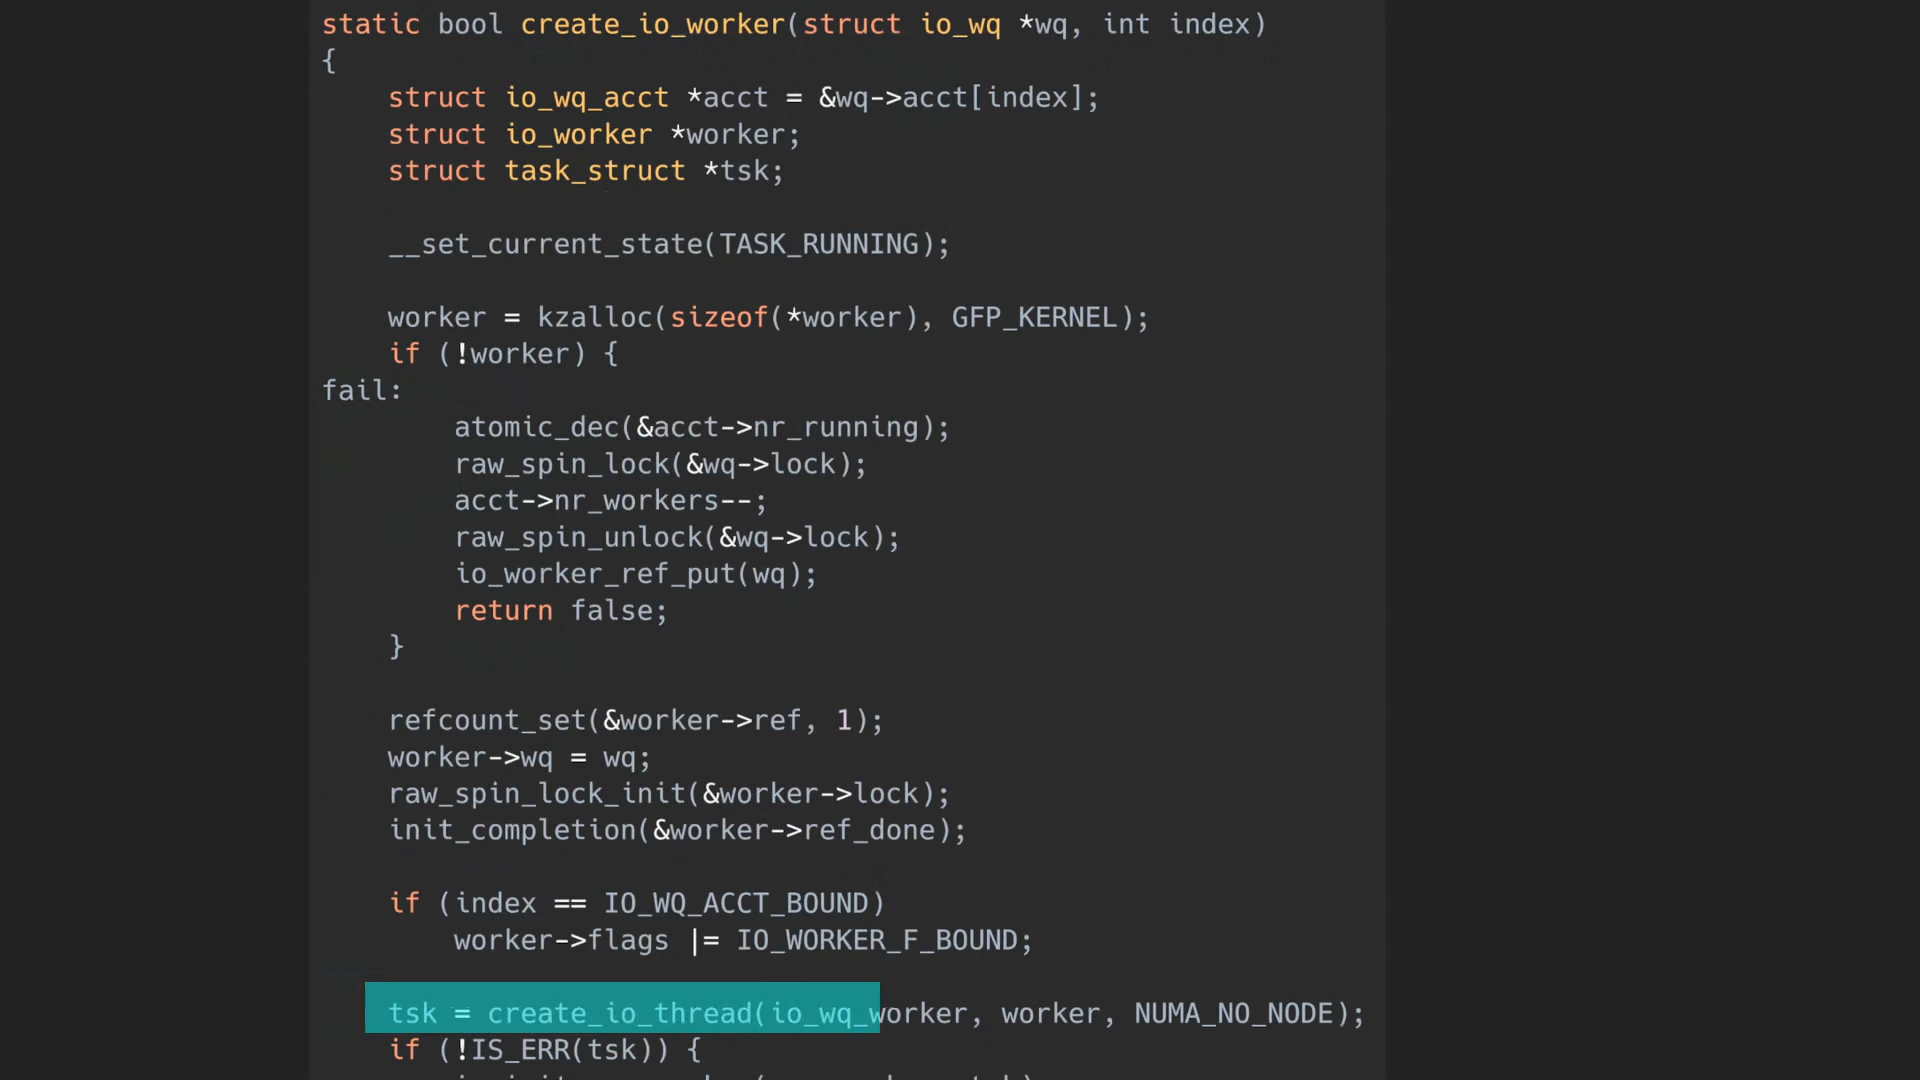 static bool create_io_worker(struct io_wq *wq, int index)
{
struct io_wq_acct *acct = &wq->acct[index];
struct io_worker *worker;
struct task_struct *tsk;
__set_current_state(TASK_RUNNING);
worker = kzalloc(sizeof(*worker), GFP_KERNEL);
if (!worker) {
fail:
atomic_dec(&acct->nr_running);
raw_spin_lock(&wq->lock);
acct->nr_workers--;
raw_spin_unlock(&wq->lock);
io_worker_ref_put(wq);
return false;
}
refcount_set(&worker->ref, 1);
worker->wq = wq;
raw_spin_lock_init(&worker->lock);
init_completion(&worker->ref_done);
if (index == IO_WQ_ACCT_BOUND)
worker->flags |= IO_WORKER_F_BOUND;
tsk = create_io_thread(io_wq_worker, worker, NUMA_NO_NODE);
if (!IS_ERR(tsk)) {